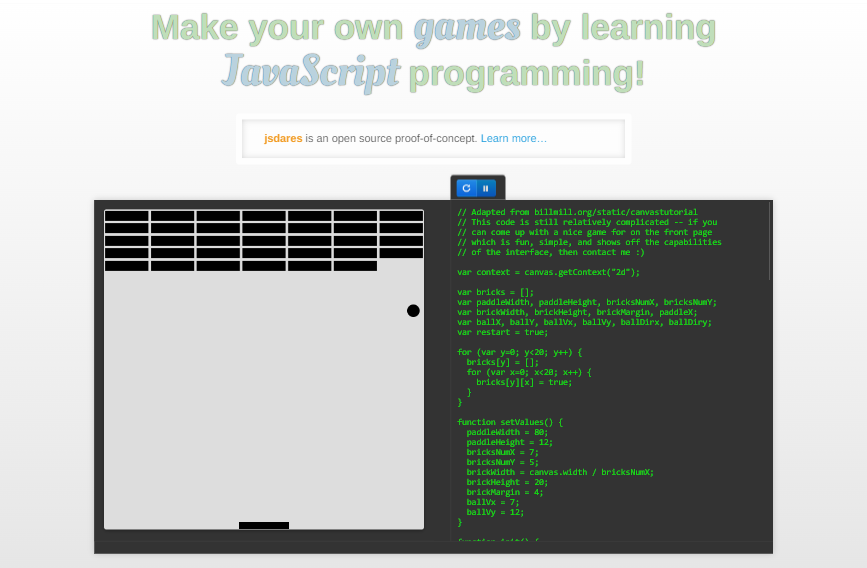 Make your own games by learning
JavaScript programming!
jsdares is an open source proof-of-concept. Learn more…
// Adapted from billmill.org/static/canvastutorial
// This code is still relatively complicated -- if you
// can come up with a nice game for on the front page
// which is fun, simple, and shows off the capabilities
// of the interface, then contact me :)
var context = canvas.getContext("2d");
var bricks = [];
var paddleWidth, paddleHeight, bricksNumX, bricksNumY;
var brickWidth, brickHeight, brickMargin, paddleX;
var ballX, ballY, ballVx, ballVy, ballDirx, ballDiry;
var restart = true;
for (var y=0; y<20; y++) {
  bricks[y] = [];
  for (var x=0; x<20; x++) {
    bricks[y][x] = true;
  }
}
function setValues() {
  paddleWidth = 80;
  paddleHeight = 12;
  bricksNumX = 7;
  bricksNumY = 5;
  brickWidth = canvas.width / bricksNumX;
  brickHeight = 20;
  brickMargin = 4;
  ballVx = 7;
  ballVy = 12;
}